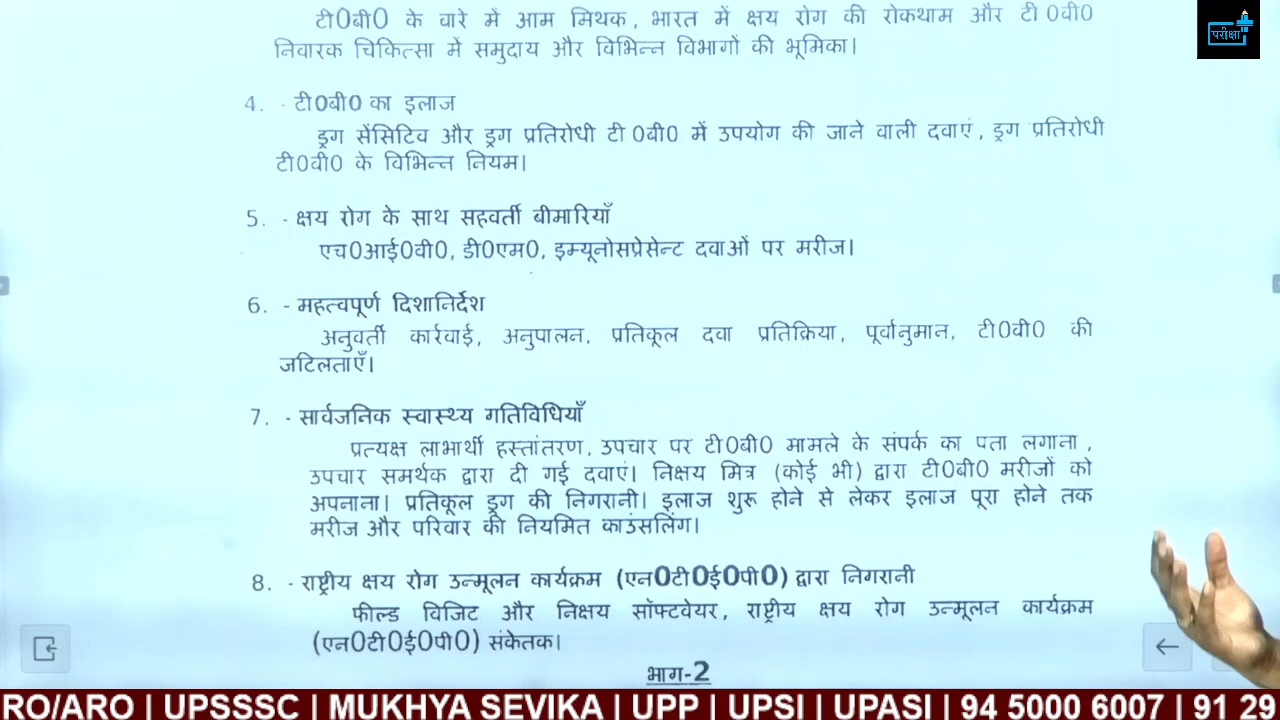 टी0बी0 के वारे में आम मिथक, भारत में क्षय रोग की रोकथाम और टी0वी0
परीक्षा
निवारक चिकित्सा में समुदाय और विभिन्न विभागों की भूमिका।
4. - टी0बी0 का इलाज
ड्रग सेंसिटिव और ड्रग प्रतिरोधी टी0बी0 में उपयोग की जाने वाली दवाएं, ड्रग प्रतिरोधी
टी0वी0 के विभिन्न नियम।
5. - क्षय रोग के साथ सहवर्ती बीमारियाँ
एच0आई0वी0, डी0एम0, इम्यूनोसप्रेसेन्ट दवाओं पर मरीज।
6. - महत्वपूर्ण दिशानिर्देश
अनुवर्ती कार्रवाई, अनुपालन, प्रतिकूल दवा प्रतिक्रिया, पूर्वानुमान, टी0वी0 की
जटिलताएँ।
7. - सार्वजनिक स्वास्थ्य गतिविधियाँ
प्रत्यक्ष लाभार्थी हस्तांतरण, उपचार पर टी0बी0 मामले के संपर्क का पता लगाना,
उपचार समर्थक द्वारा दी गई दवाएं। निक्षय मित्र (कोई भी) द्वारा टी0बी0 मरीजों को
अपनाना। प्रतिकूल ड्रग की निगरानी। इलाज शुरू होने से लेकर इलाज पूरा होने तक
मरीज और परिवार की नियमित काउंसलिंग।
8. - राष्ट्रीय क्षय रोग उन्मूलन कार्यक्रम (एन0टी0ई0पी0) द्वारा निगरानी
फील्ड विजिट और निक्षय सॉफ्टवेयर, राष्ट्रीय क्षय रोग उन्मूलन कार्यक्रम
(एन0टी0ई0पी0) संकेतक।
भाग-2
RO/ARO | UPSSSC | MUKHYA SEVIKA | UPP | UPSI | UPASI | 94 5000 6007 | 91 29